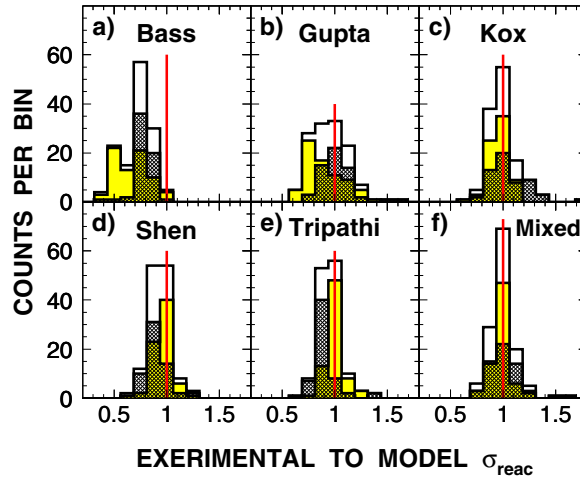 a) Bass b) Gupta c) Kox
60
40
20
0
COUNTS PER BIN
d) Shen e) Tripathi f) Mixed
60
40
20
0
0.5 1 1.5 0.5 1 1.5 0.5 1 1.5
EXERIMENTAL TO MODEL σreac